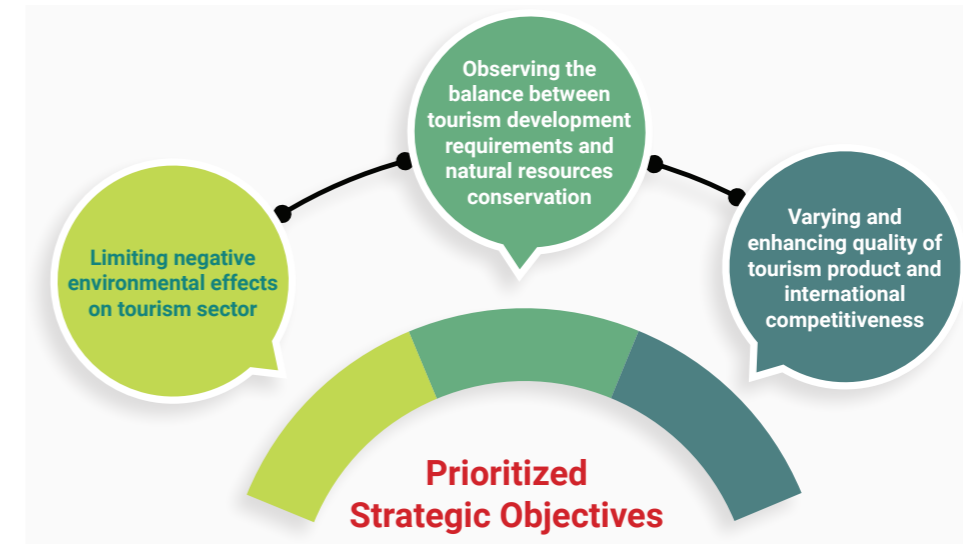 Limiting negative
environmental effects
on tourism sector
Observing the
balance between
tourism development
requirements and
natural resources
conservation
Varying and
enhancing quality of
tourism product and
international
competitiveness
Prioritized
Strategic Objectives